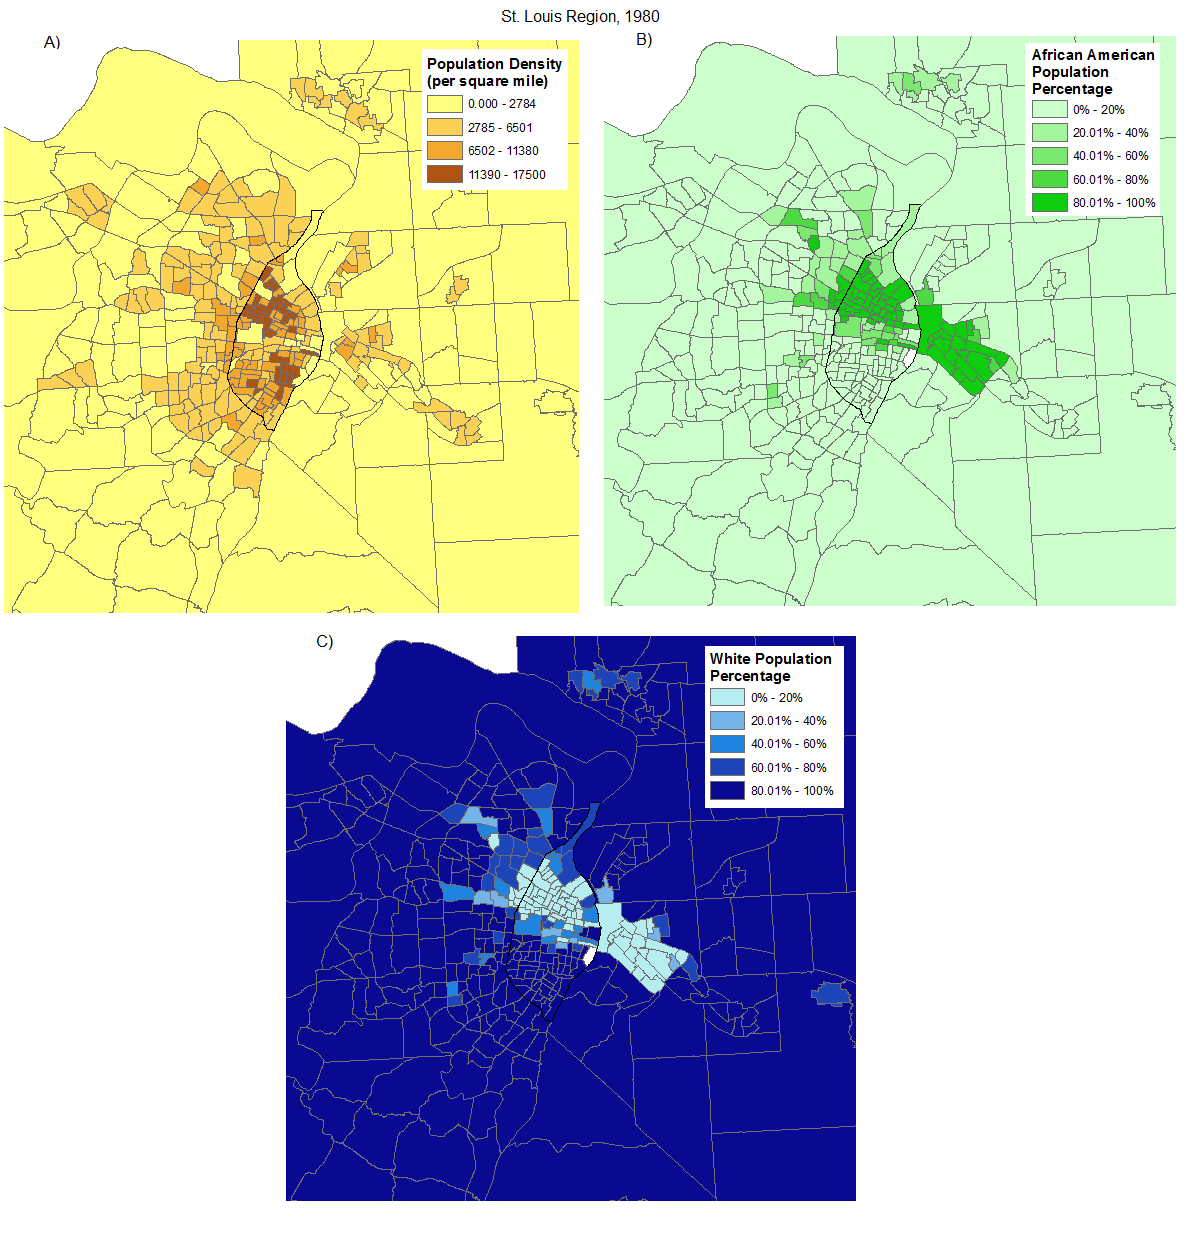 St. Louis Region, 1980
A)
Population Density
(per square mile)
0.000 - 2784
2785 - 6501
6502 - 11380
11390 - 17500
B)
African American
Population
Percentage
0% - 20%
20.01% - 40%
40.01% - 60%
60.01% - 80%
80.01% - 100%
C)
White Population
Percentage
0% - 20%
20.01% - 40%
40.01% - 60%
60.01% - 80%
80.01% - 100%